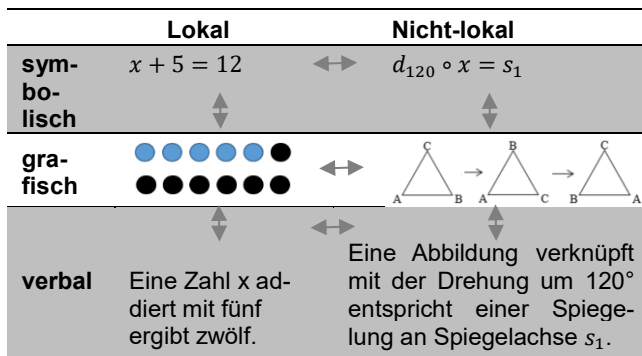 Lokal Nicht-lokal
sym-
bo-
lisch
x + 5 = 12
d₁₂₀ ∘ x = s₁
gra-
fisch
C B C
A B A C B A
verbal
Eine Zahl x ad-
diert mit fünf
ergibt zwölf.
Eine Abbildung verknüpft
mit der Drehung um 120°
entspricht einer Spiege-
lung an Spiegelachse s₁.